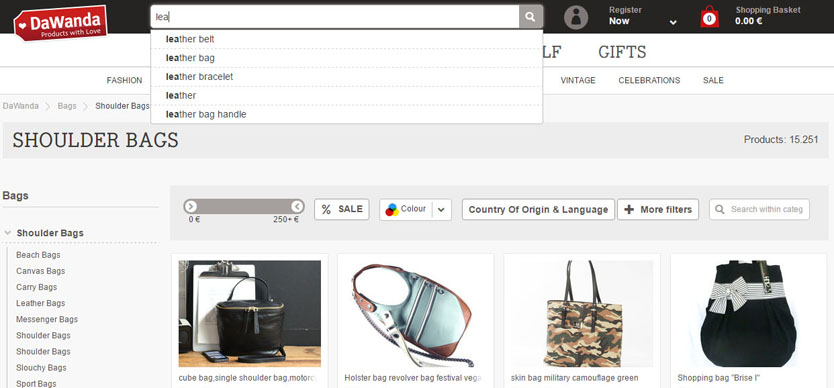 DaWanda
Products with Love
lea
Register
Now
0
Shopping Basket
0.00 €
leather belt
leather bag
leather bracelet
leather
leather bag handle
LF
GIFTS
FASHION
VINTAGE
CELEBRATIONS
SALE
DaWanda
Bags
Shoulder Bags
SHOULDER BAGS
Products: 15.251
Bags
Shoulder Bags
Beach Bags
Canvas Bags
Carry Bags
Leather Bags
Messenger Bags
Shoulder Bags
Shoulder Bags
Slouchy Bags
Sport Bags
0 €
250+ €
% SALE
Colour
Country Of Origin & Language
+ More filters
Search within categ
cube bag,single shoulder bag,motorc
Holster bag revolver bag festival vega
skin bag military camouflage green
Shopping bag "Brise I"